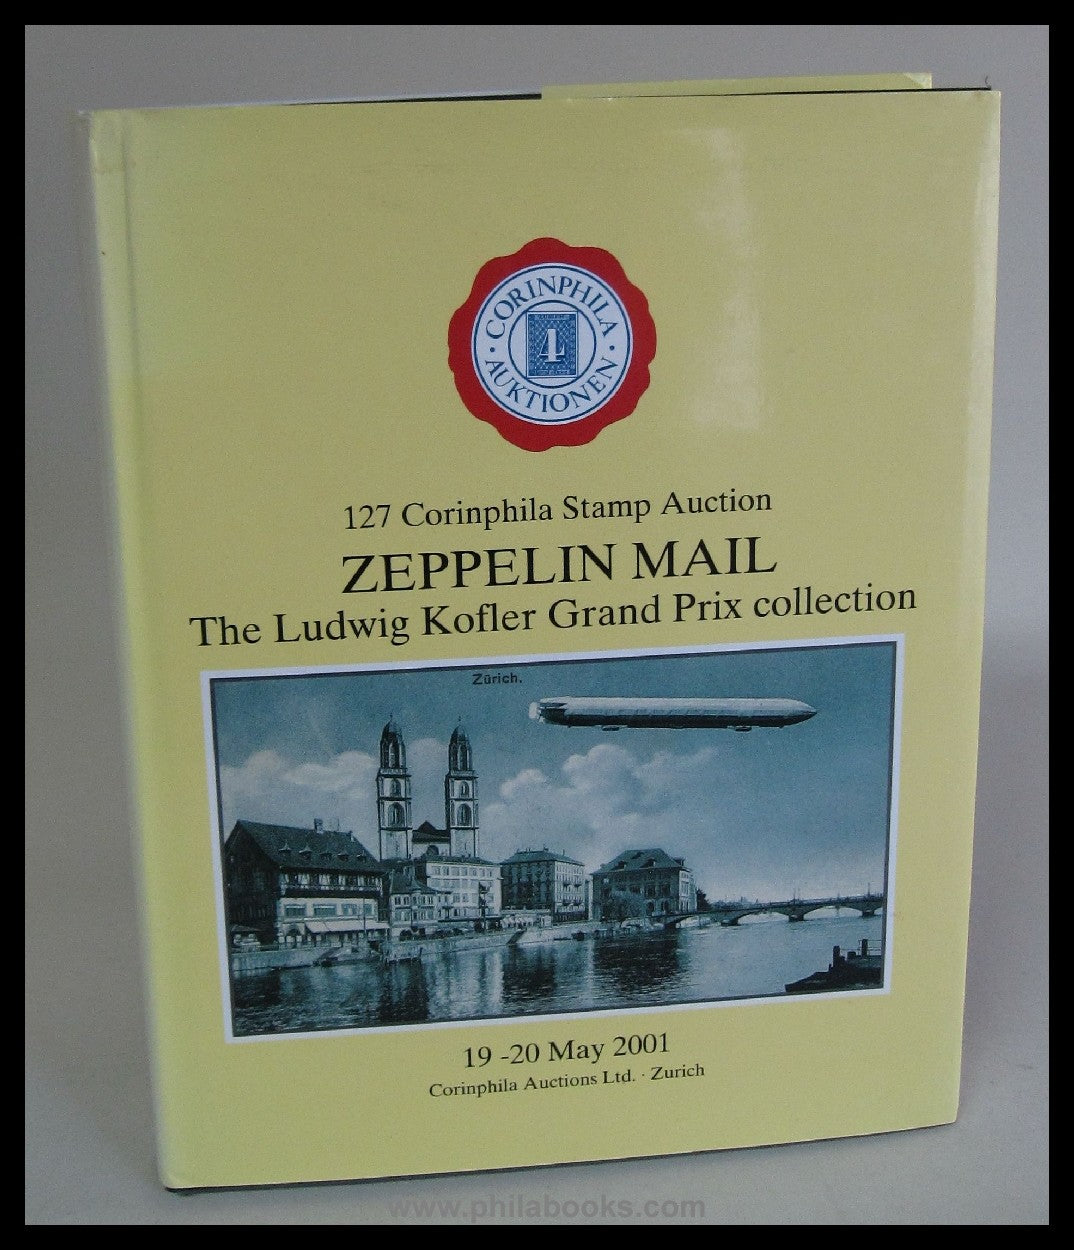 CORINPHILA
4
· AUKTIONEN ·
127 Corinphila Stamp Auction
ZEPPELIN MAIL
The Ludwig Kofler Grand Prix collection
Zürich.
19 -20 May 2001
Corinphila Auctions Ltd. · Zurich
www.philabooks.com